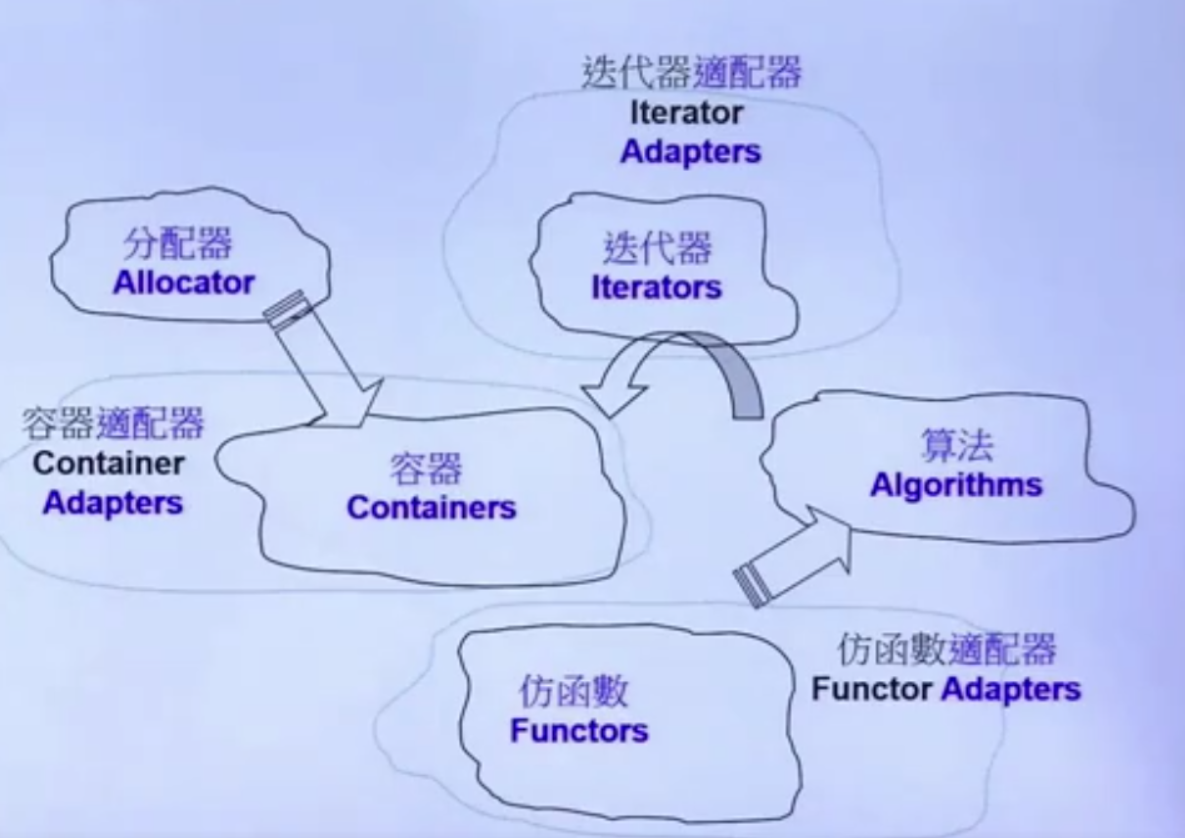 迭代器適配器
Iterator
Adapters
分配器
Allocator
迭代器
Iterators
容器適配器
Container
Adapters
容器
Containers
算法
Algorithms
仿函數
Functors
仿函數適配器
Functor Adapters